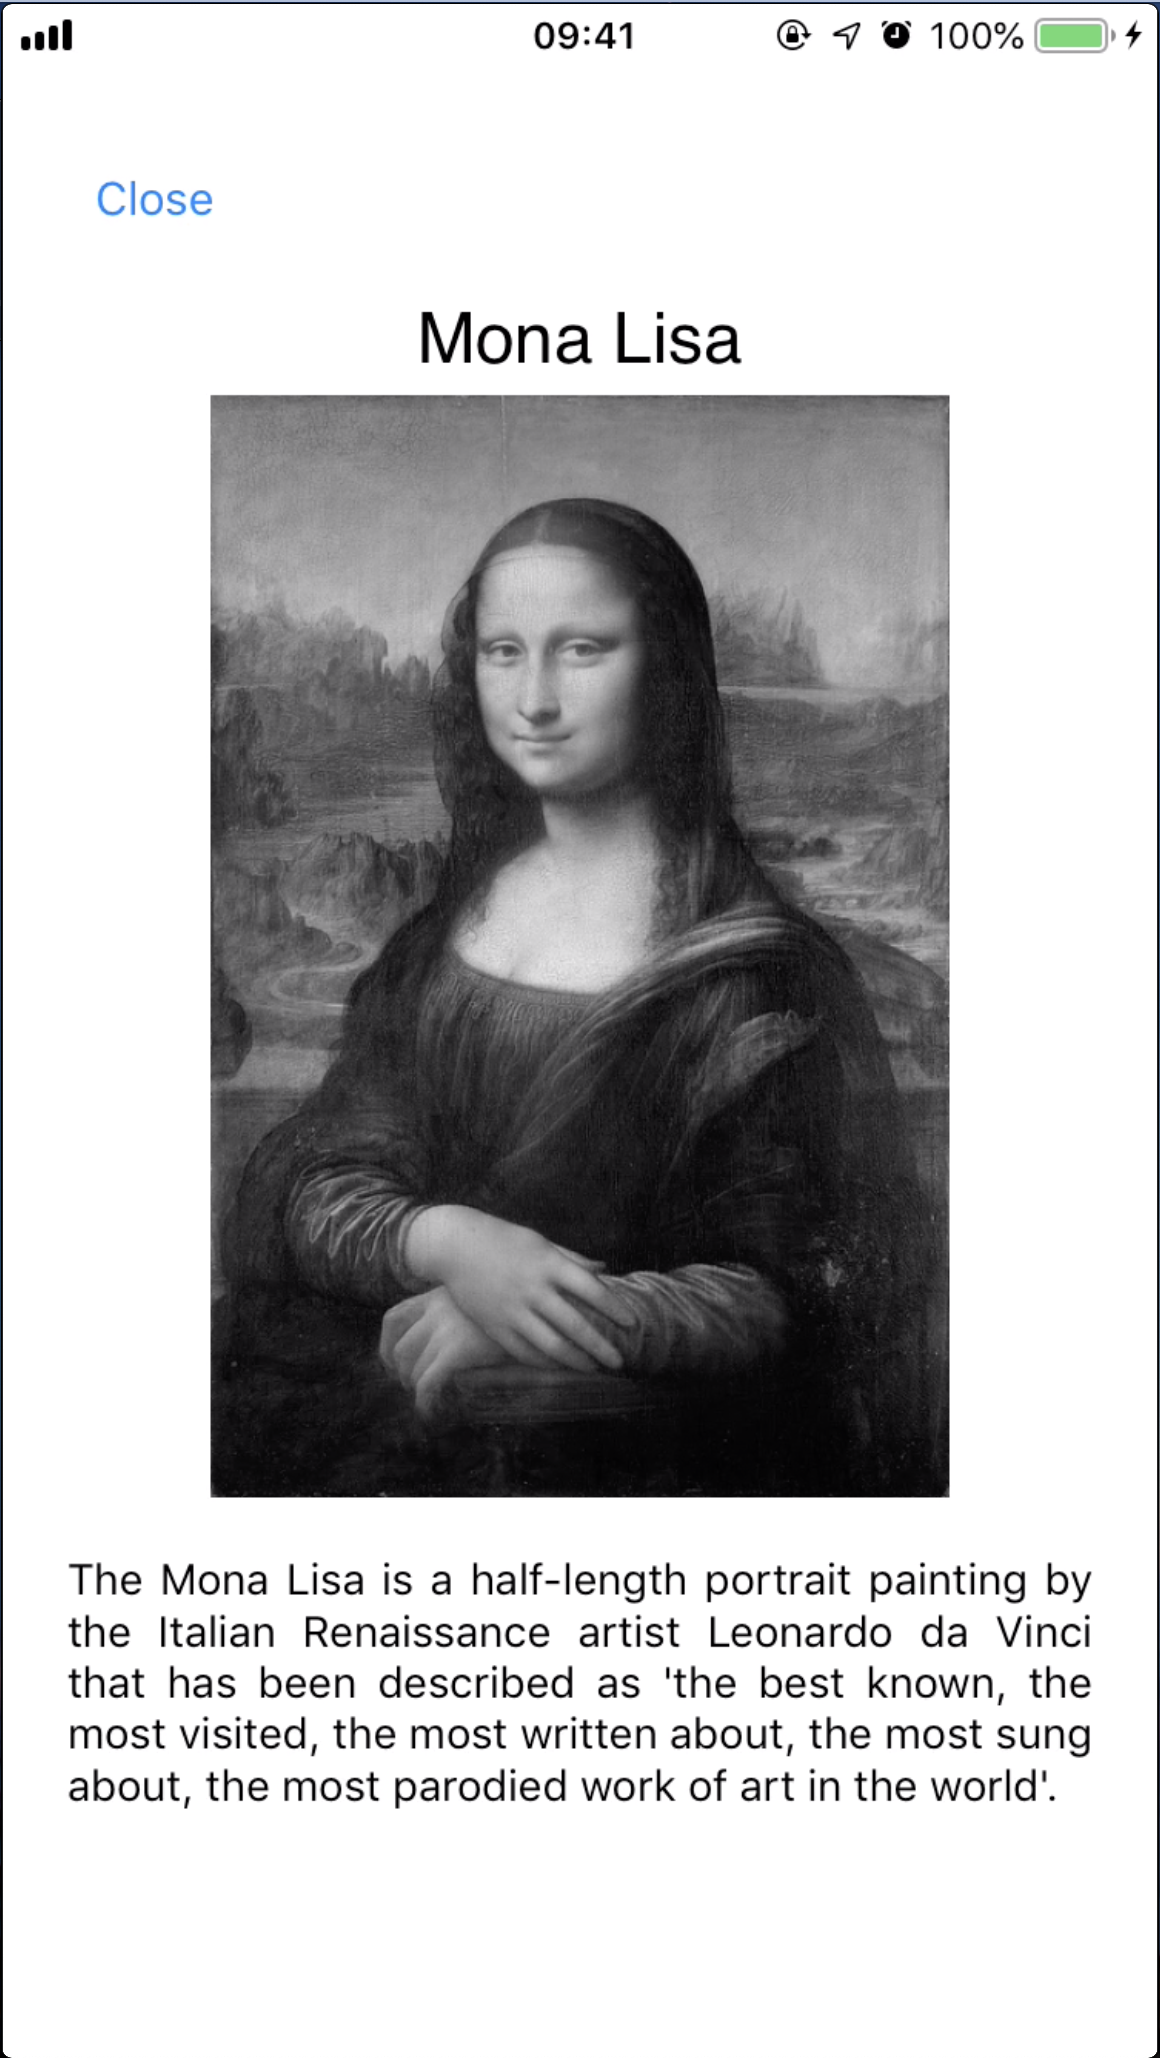 09:41
100%
Close
Mona Lisa
The Mona Lisa is a half-length portrait painting by
the Italian Renaissance artist Leonardo da Vinci
that has been described as 'the best known, the
most visited, the most written about, the most sung
about, the most parodied work of art in the world'.